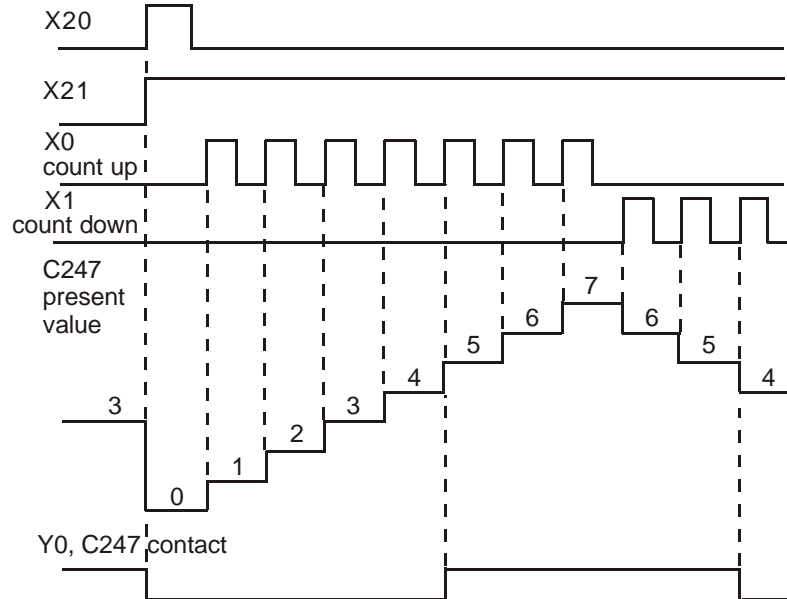 X20
X21
X0
count up
X1
count down
C247
present
value
7
6
6
5
5
4
4
3
3
2
1
0
Y0, C247 contact